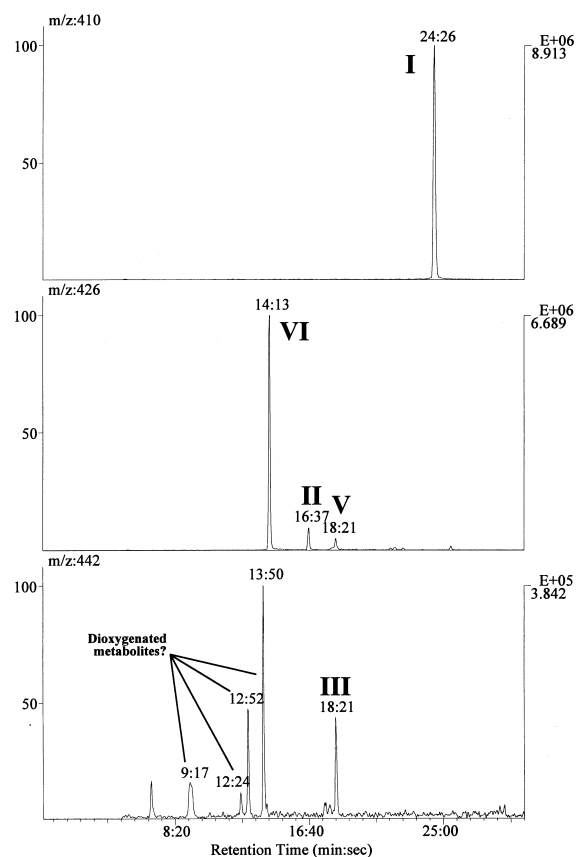 m/z:410
24:26
E+06
8.913
100
I
50
m/z:426
14:13
E+06
6.689
100
VI
50
II
V
16:37
18:21
m/z:442
13:50
E+05
3.842
100
Dioxygenated
metabolites?
III
12:52
18:21
50
9:17
12:24
8:20
16:40
25:00
Retention Time (min:sec)